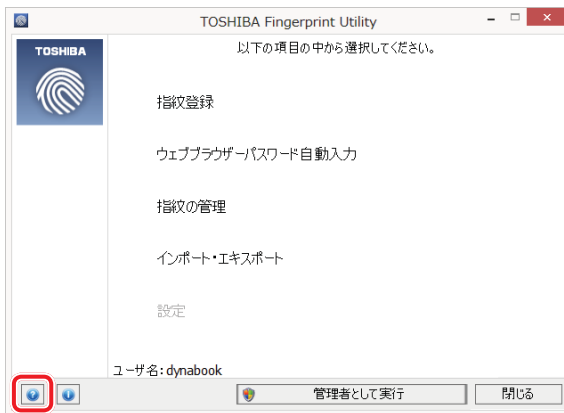 TOSHIBA Fingerprint Utility
TOSHIBA
以下の項目の中から選択してください。
指紋登録
ウェブブラウザーパスワード自動入力
指紋の管理
インポート・エキスポート
設定
ユーザ名:dynabook
管理者として実行
閉じる